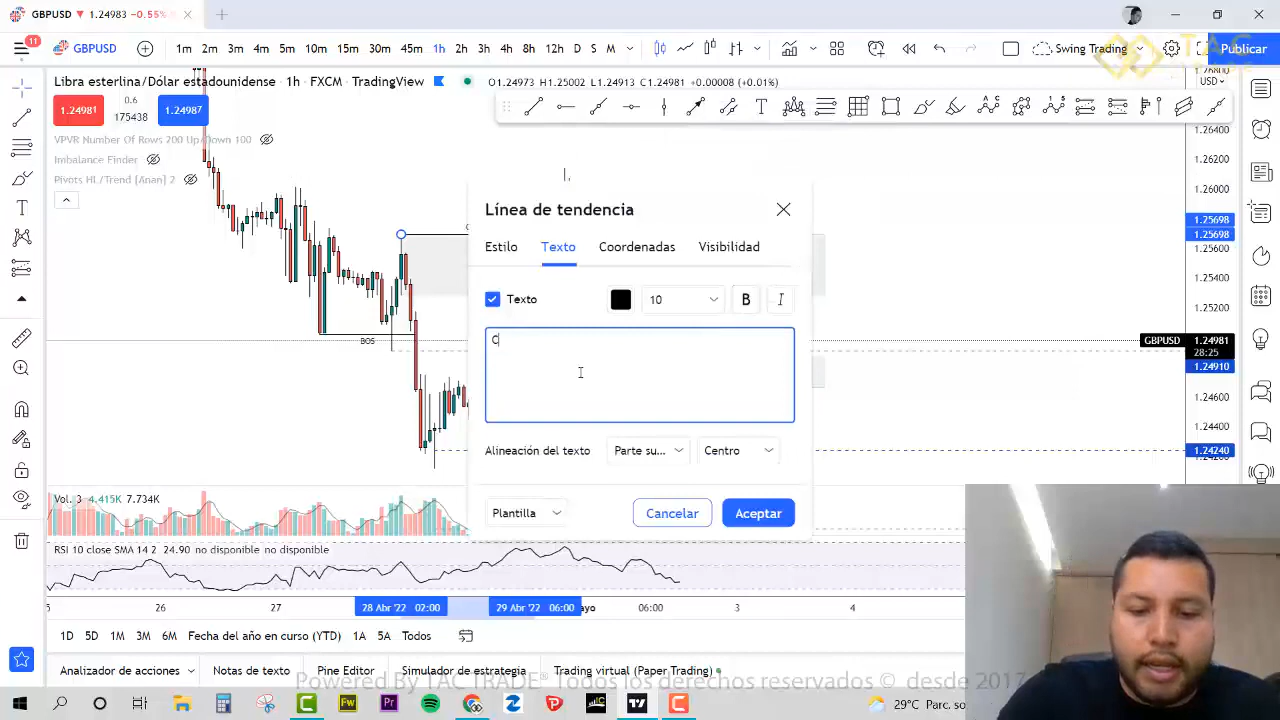 GBPUSD ▼ 1.24983 −0.55%
11
GBPUSD
1m 2m 3m 4m 5m 10m 15m 30m 45m 1h 2h 3h 4h 8h 12h D S M
Swing Trading
Publicar
Libra esterlina/Dólar estadounidense · 1h · FXCM · TradingView
O1.24973 H1.25002 L1.24913 C1.24981 +0.00008 (+0.01%)
USD
1.24981
0.6
175438
1.24987
VPVR Number Of Rows 200 Up/Down 100
Imbalance Finder
Pivots HL/Trend [Anan] 2
1.26400
1.26200
1.26000
1.25698
1.25698
1.25600
1.25400
1.25200
GBPUSD 1.24981
28:25
1.24910
1.24600
1.24400
1.24240
BOS
Línea de tendencia
Estilo Texto Coordenadas Visibilidad
Texto 10 B I
C
Alineación del texto Parte su... Centro
Plantilla Cancelar Aceptar
Vol. 3 4.415K 7.734K
RSI 10 close SMA 14 2 24.90 no disponible no disponible
26 27 28 Abr '22 02:00 29 Abr '22 06:00 06:00 3 4
1D 5D 1M 3M 6M Fecha del año en curso (YTD) 1A 5A Todos
Analizador de acciones Notas de texto Pine Editor Simulador de estrategia Trading virtual (Paper Trading)
Powered By TAC TRADE® Todos los derechos reservados © desde 2017
29°C Parc. so